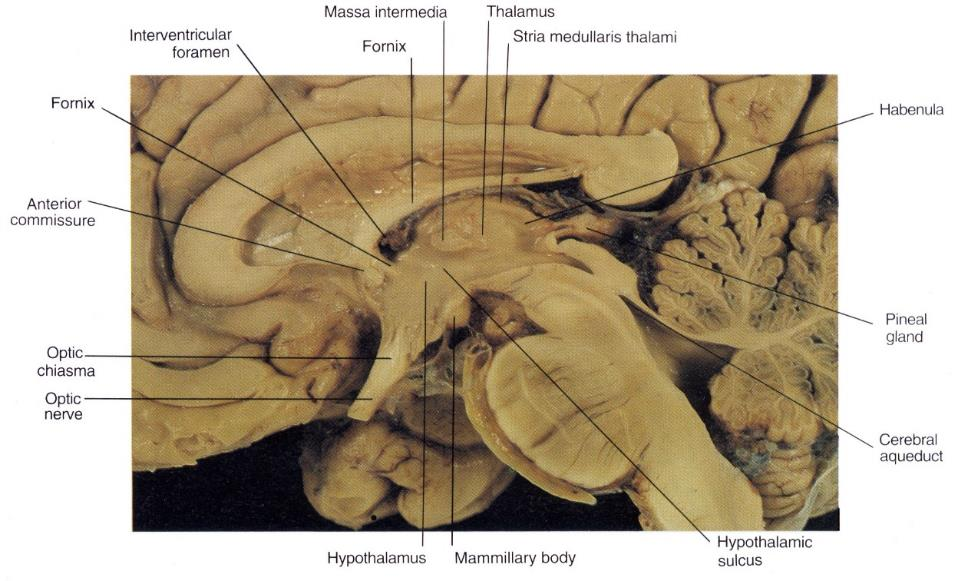 Massa intermedia
Thalamus
Interventricular
foramen
Fornix
Stria medullaris thalami
Fornix
Habenula
Anterior
commissure
Pineal
gland
Optic
chiasma
Optic
nerve
Cerebral
aqueduct
Hypothalamus
Mammillary body
Hypothalamic
sulcus